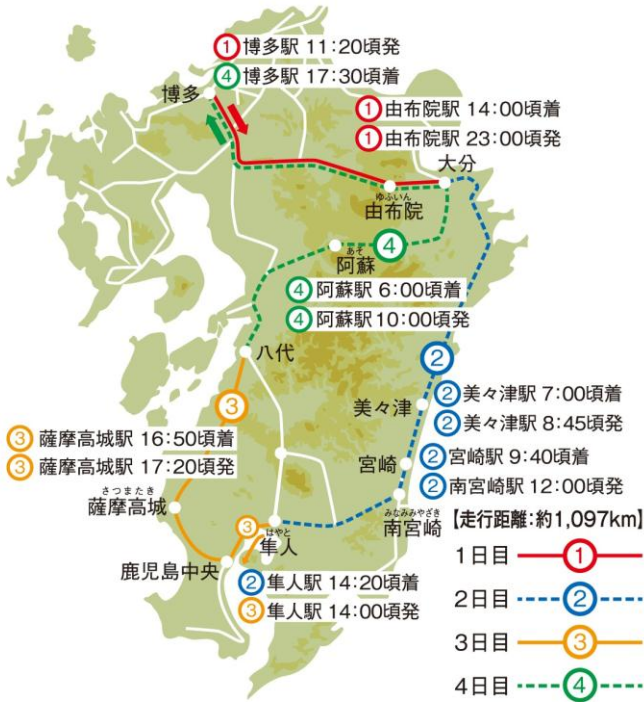 ① 博多駅 11:20頃発
④ 博多駅 17:30頃着
博多
① 由布院駅 14:00頃着
① 由布院駅 23:00頃発
大分
ゆふいん
由布院
あそ
阿蘇
④
④ 阿蘇駅 6:00頃着
④ 阿蘇駅 10:00頃発
八代
②
③
美々津
② 美々津駅 7:00頃着
② 美々津駅 8:45頃発
③ 薩摩高城駅 16:50頃着
③ 薩摩高城駅 17:20頃発
宮崎
② 宮崎駅 9:40頃着
② 南宮崎駅 12:00頃発
さつまたき
薩摩高城
みなみみやざき
南宮崎
③
はやと
隼人
鹿児島中央
② 隼人駅 14:20頃着
③ 隼人駅 14:00頃発
【走行距離:約1,097km】
1日目 ①
2日目 ②
3日目 ③
4日目 ④